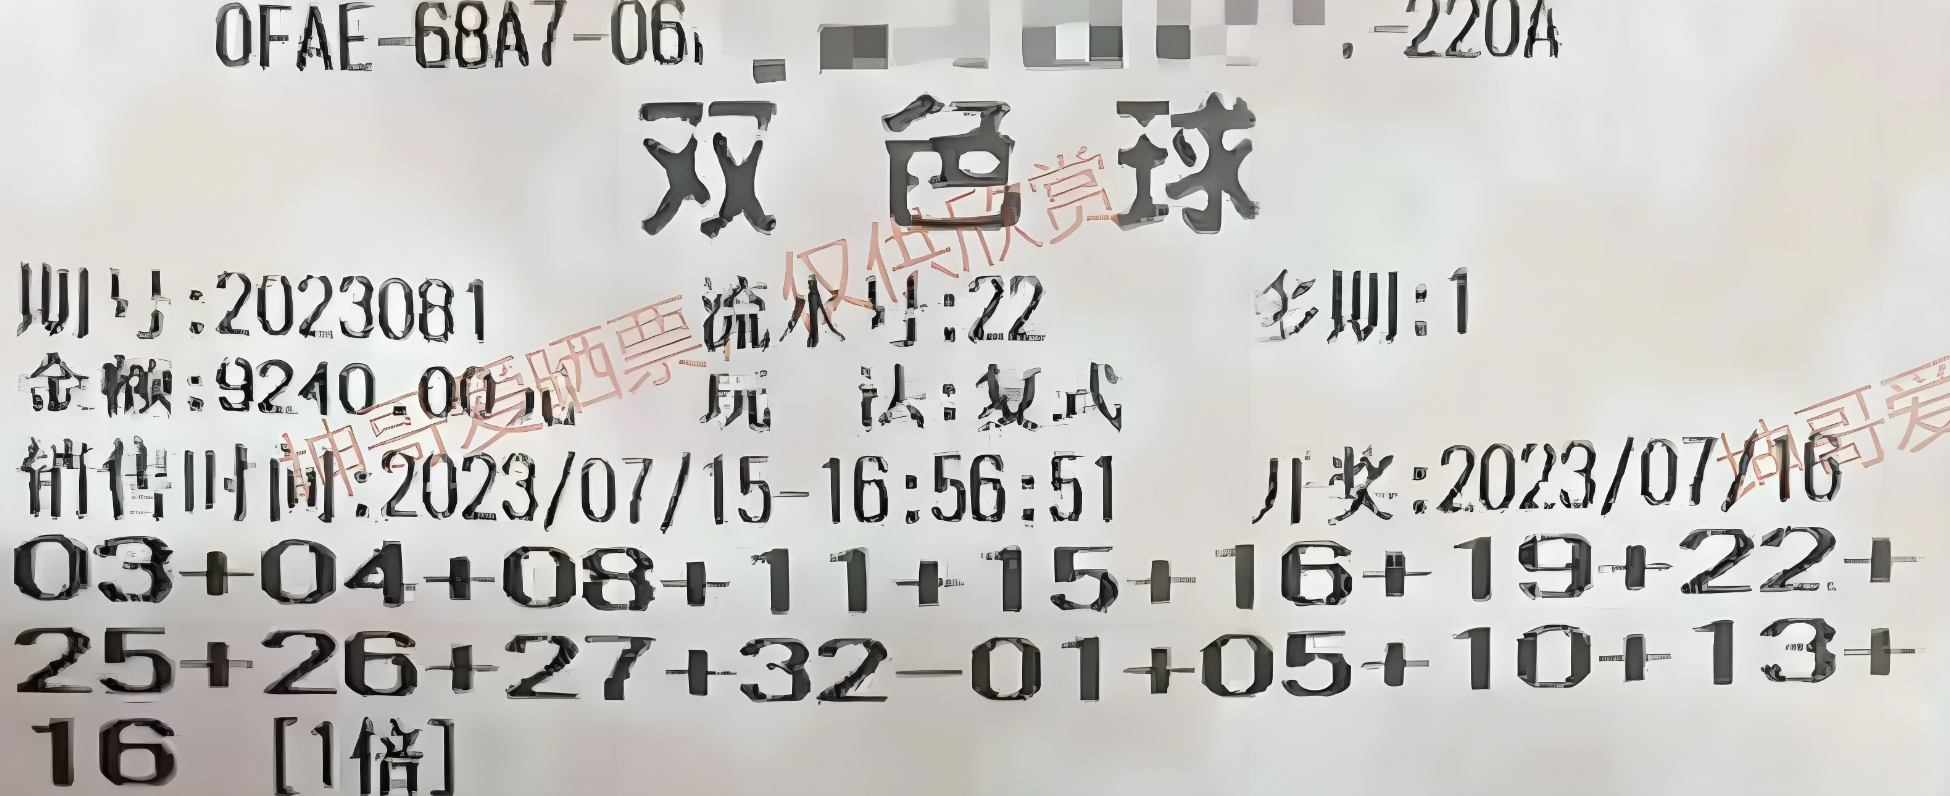 0FAE-68A7-06 -220A
双色球
期号:2023081 流水号:22 多期:1
金额:9240.00元 玩法:复式
销售时间:2023/07/15-16:56:51 开奖:2023/07/16
03+04+08+11+15+16+19+22+
25+26+27+32-01+05+10+13+
16 [1倍]
坤哥爱晒票 仅供欣赏
坤哥爱